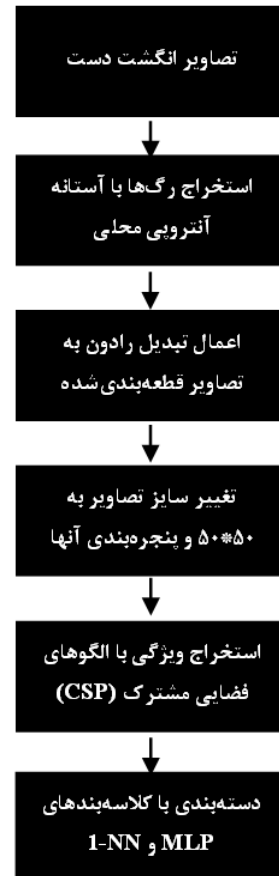 تصاویر انگشت دست
استخراج رگ‌ها با آستانه
آنتروپی محلی
اعمال تبدیل رادون به
تصاویر قطعه‌بندی‌شده
تغییر سایز تصاویر به
۵۰*۵۰ و پنجره‌بندی آنها
استخراج ویژگی با الگوهای
فضایی مشترک (CSP)
دسته‌بندی با کلاسه‌بندهای
MLP و 1-NN